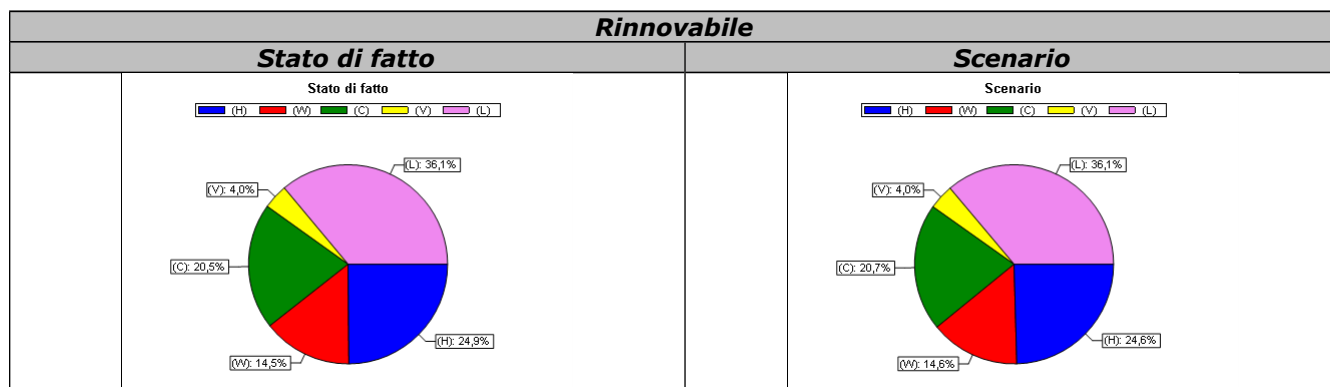 Rinnovabile
Stato di fatto
Scenario
Stato di fatto
(H) (W) (C) (V) (L)
(L): 36,1%
(V): 4,0%
(C): 20,5%
(H): 24,9%
(W): 14,5%
Scenario
(H) (W) (C) (V) (L)
(L): 36,1%
(V): 4,0%
(C): 20,7%
(H): 24,6%
(W): 14,6%